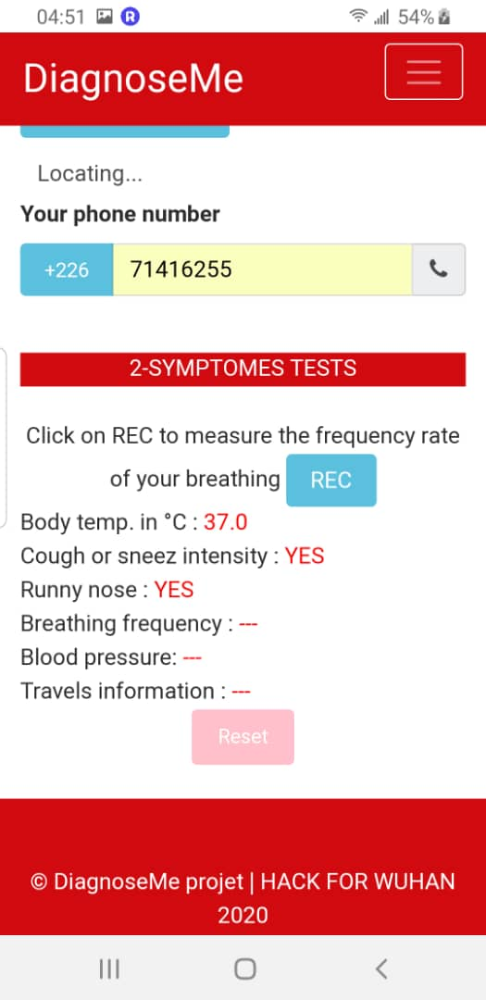 04:51 R 54%
DiagnoseMe
Locating...
Your phone number
+226 71416255
2-SYMPTOMES TESTS
Click on REC to measure the frequency rate
of your breathing REC
Body temp. in °C : 37.0
Cough or sneez intensity : YES
Runny nose : YES
Breathing frequency : ---
Blood pressure: ---
Travels information : ---
Reset
© DiagnoseMe projet | HACK FOR WUHAN
2020